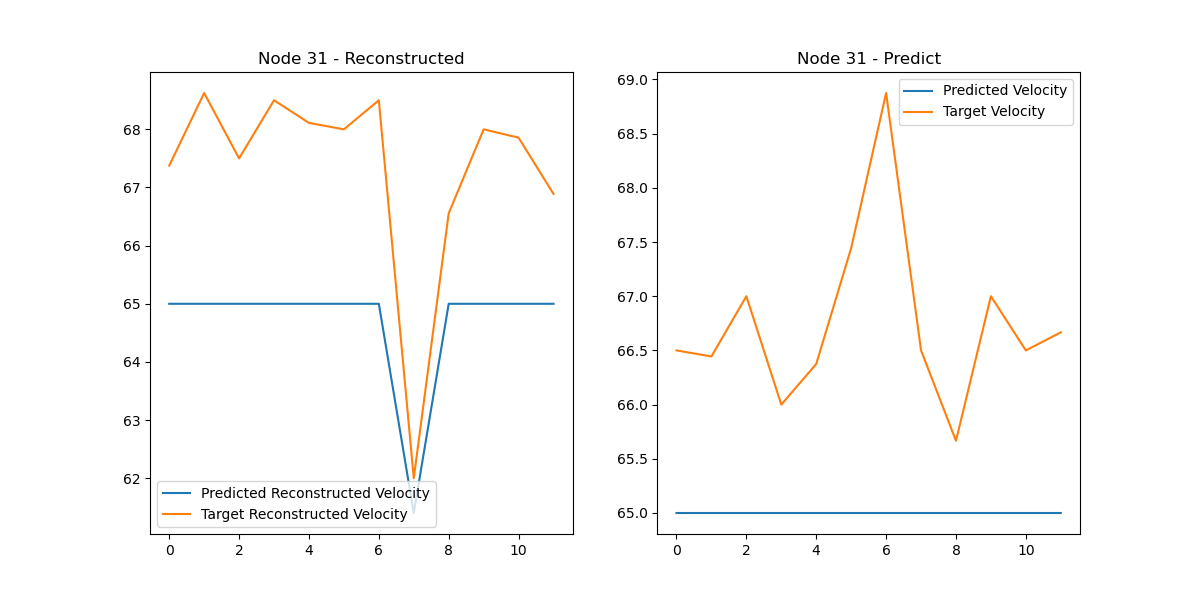 Node 31 - Reconstructed
68
67
66
65
64
63
62
0 2 4 6 8 10
Predicted Reconstructed Velocity
Target Reconstructed Velocity
Node 31 - Predict
69.0
68.5
68.0
67.5
67.0
66.5
66.0
65.5
65.0
0 2 4 6 8 10
Predicted Velocity
Target Velocity